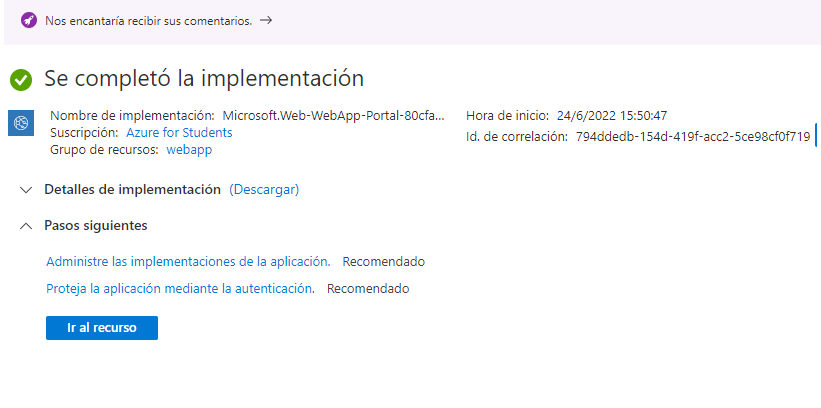 Nos encantaría recibir sus comentarios. →
Se completó la implementación
Nombre de implementación: Microsoft.Web-WebApp-Portal-80cfa...
Suscripción: Azure for Students
Grupo de recursos: webapp
Hora de inicio: 24/6/2022 15:50:47
Id. de correlación: 794ddedb-154d-419f-acc2-5ce98cf0f719
Detalles de implementación (Descargar)
Pasos siguientes
Administre las implementaciones de la aplicación. Recomendado
Proteja la aplicación mediante la autenticación. Recomendado
Ir al recurso